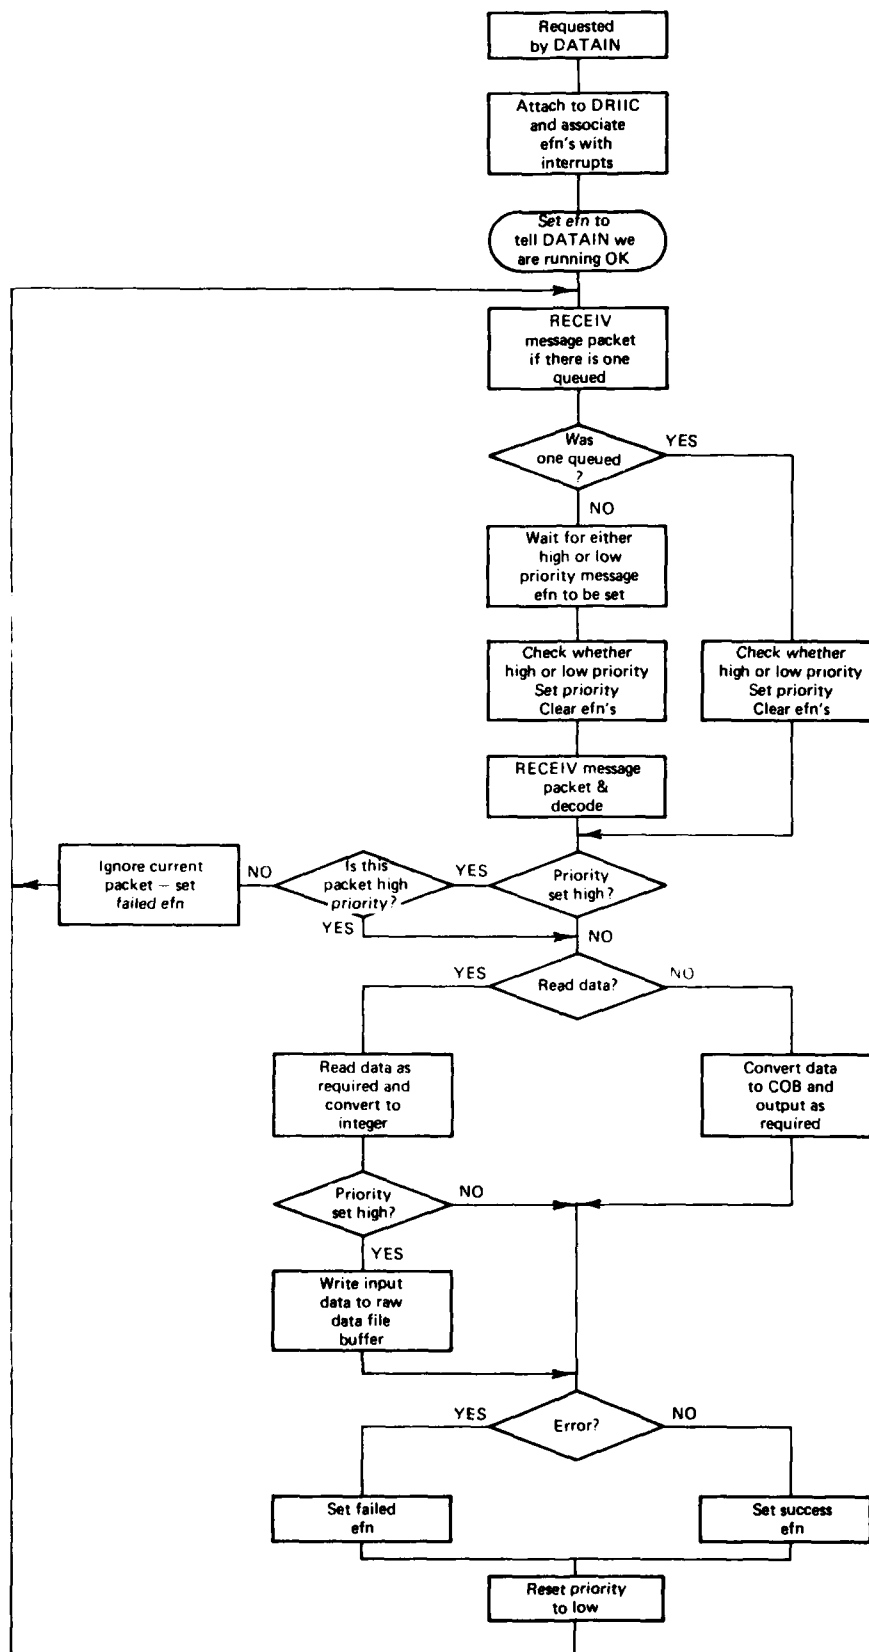 Requested
by DATAIN
Attach to DRIIC
and associate
efn's with
interrupts
Set efn to
tell DATAIN we
are running OK
RECEIV
message packet
if there is one
queued
Was
one queued
?
YES
NO
Wait for either
high or low
priority message
efn to be set
Check whether
high or low priority
Set priority
Clear efn's
Check whether
high or low priority
Set priority
Clear efn's
RECEIV message
packet &
decode
Ignore current
packet — set
failed efn
NO
Is this
packet high
priority?
YES
Priority
set high?
YES
NO
YES
Read data?
NO
Read data as
required and
convert to
integer
Convert data
to COB and
output as
required
Priority
set high?
NO
YES
Write input
data to raw
data file
buffer
YES
Error?
NO
Set failed
efn
Set success
efn
Reset priority
to low